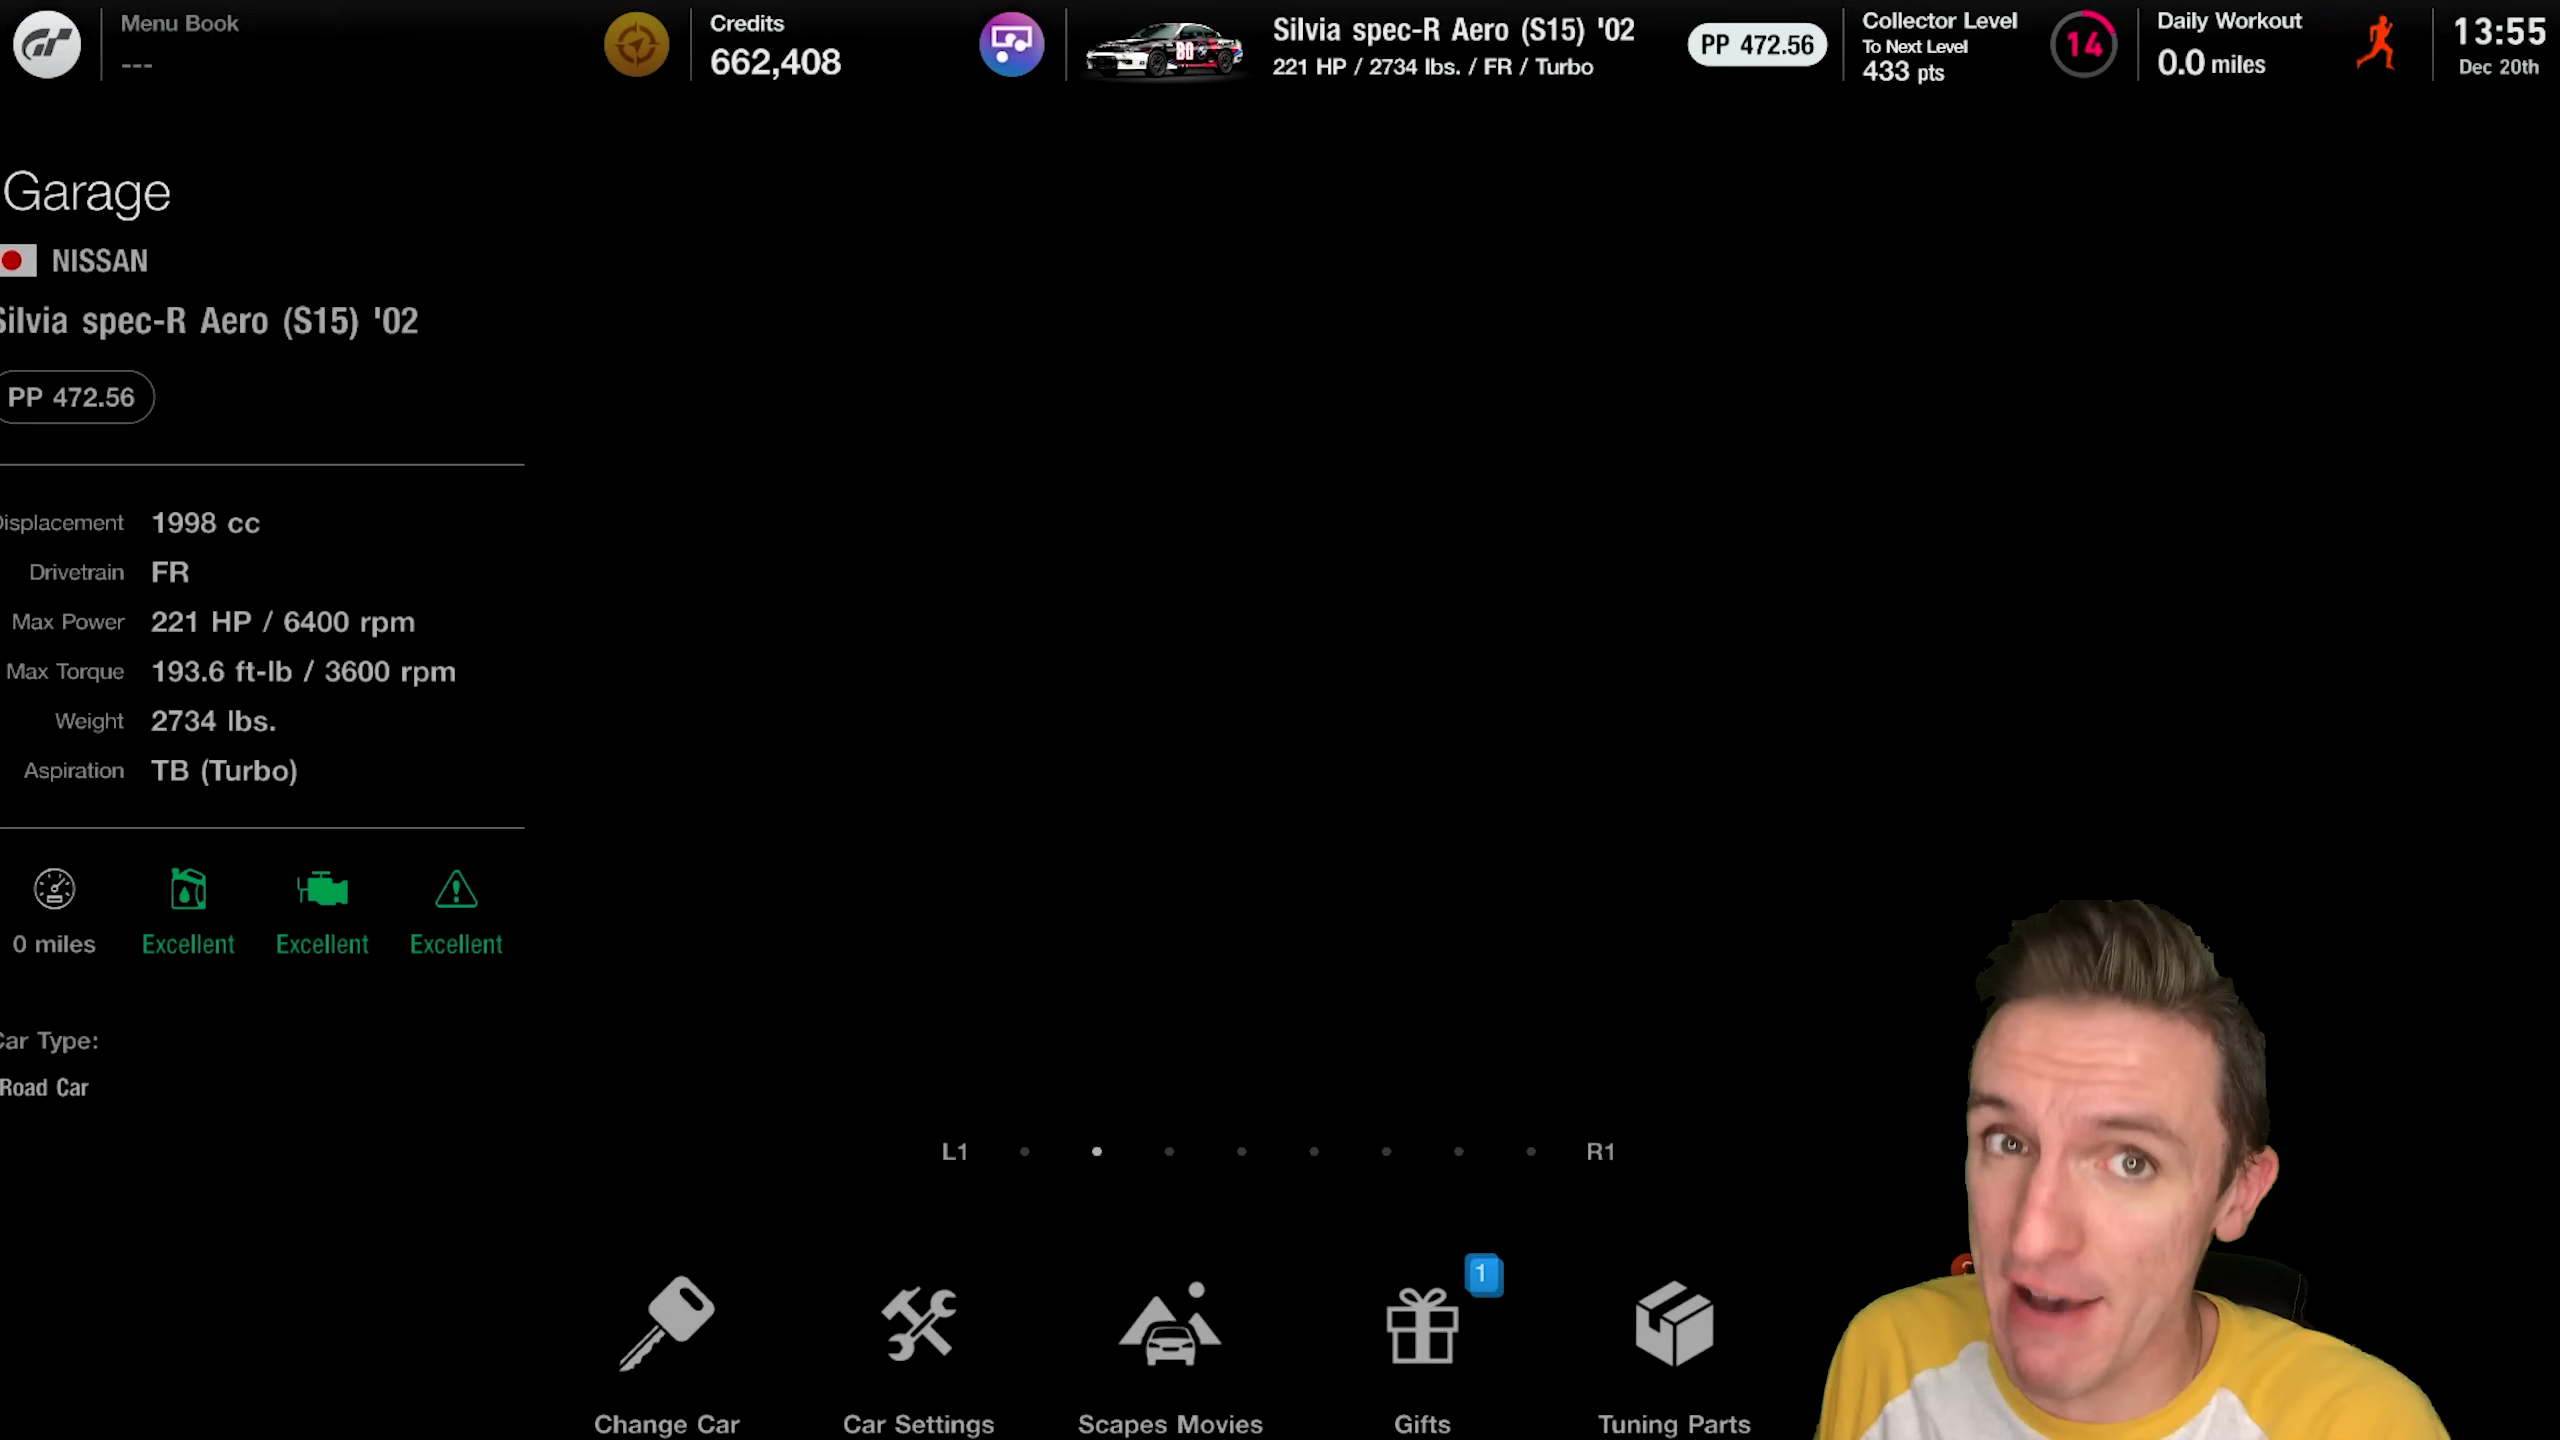 Menu Book
---
Credits
662,408
Silvia spec-R Aero (S15) '02
221 HP / 2734 lbs. / FR / Turbo
PP 472.56
Collector Level
To Next Level
433 pts
14
Daily Workout
0.0 miles
13:55
Dec 20th
Garage
NISSAN
Silvia spec-R Aero (S15) '02
PP 472.56
Displacement 1998 cc
Drivetrain FR
Max Power 221 HP / 6400 rpm
Max Torque 193.6 ft-lb / 3600 rpm
Weight 2734 lbs.
Aspiration TB (Turbo)
0 miles Excellent Excellent Excellent
Car Type:
Road Car
L1 R1
1
Change Car Car Settings Scapes Movies Gifts Tuning Parts